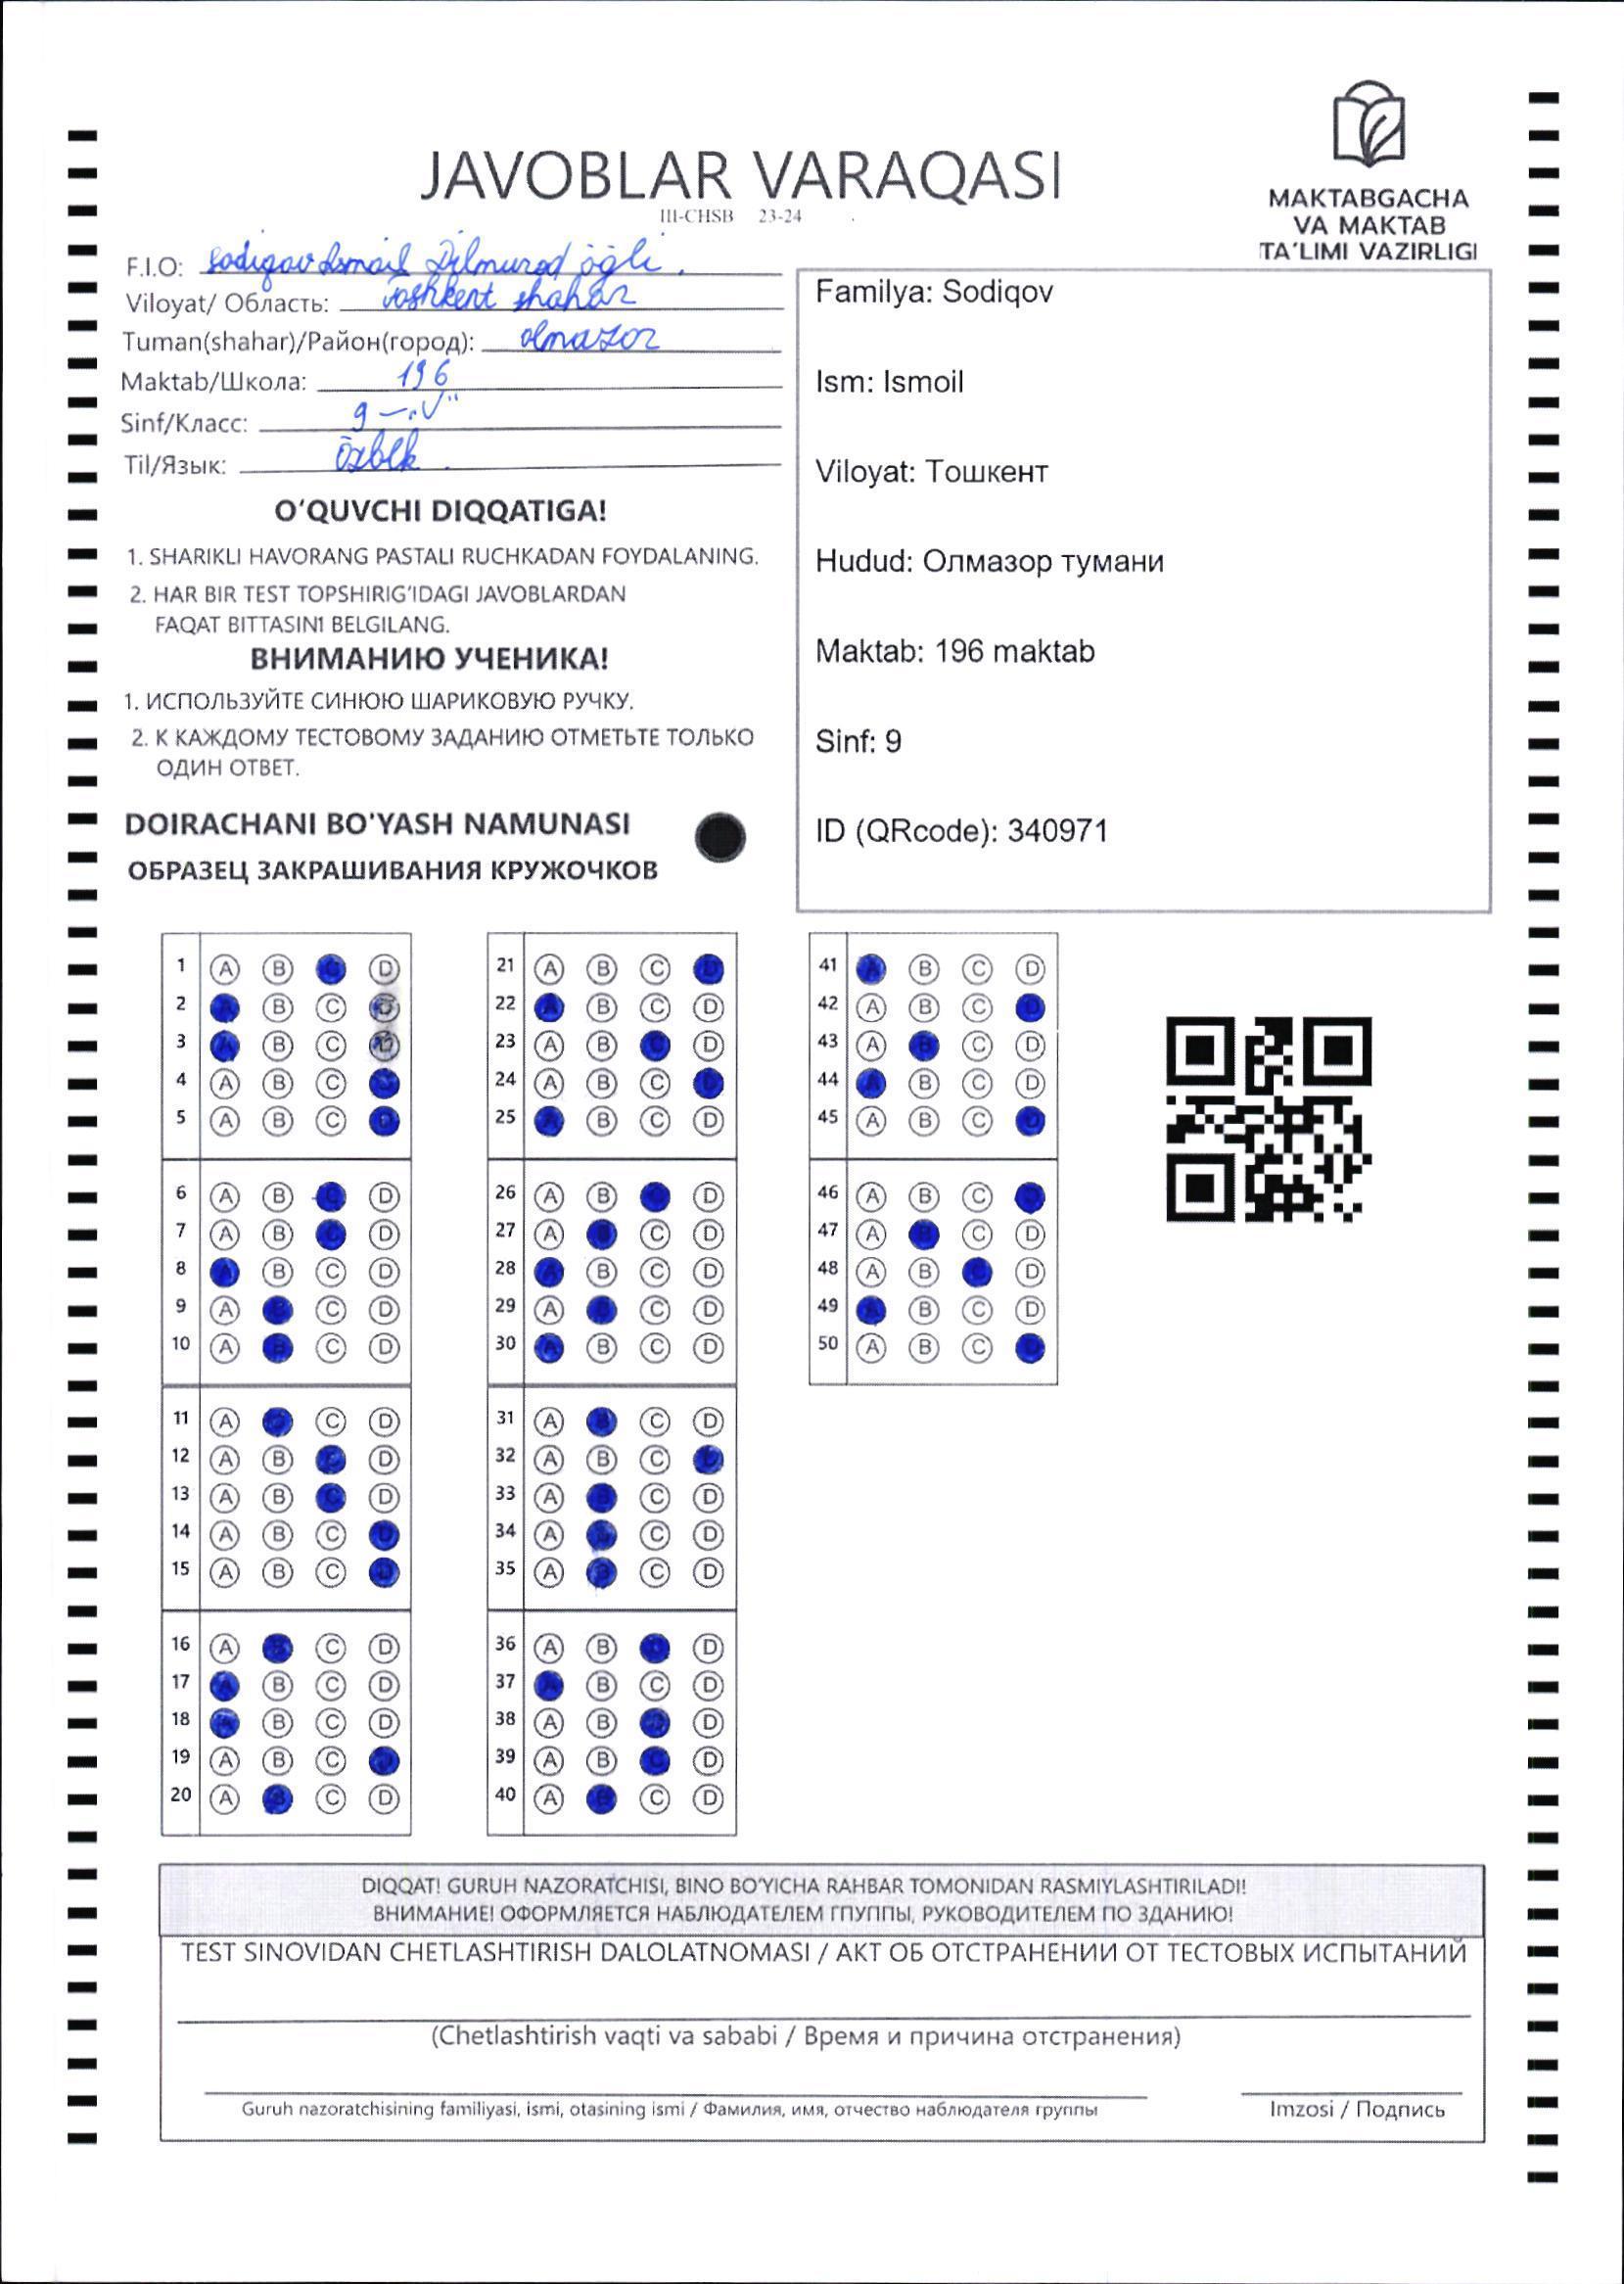 JAVOBLAR VARAQASI
III-CHSB 23-24
MAKTABGACHA
VA MAKTAB
TA'LIMI VAZIRLIGI
F.I.O: Sodiqov Ismoil Dilmurod o'g'li.
Viloyat/ Область: Toshkent shahar
Tuman(shahar)/Район(город): olmazor
Maktab/Школа: 196
Sinf/Класс: 9-"V"
Til/Язык: õzbek.
O'QUVCHI DIQQATIGA!
1. SHARIKLI HAVORANG PASTALI RUCHKADAN FOYDALANING.
2. HAR BIR TEST TOPSHIRIG'IDAGI JAVOBLARDAN
FAQAT BITTASINI BELGILANG.
ВНИМАНИЮ УЧЕНИКА!
1. ИСПОЛЬЗУЙТЕ СИНЮЮ ШАРИКОВУЮ РУЧКУ.
2. К КАЖДОМУ ТЕСТОВОМУ ЗАДАНИЮ ОТМЕТЬТЕ ТОЛЬКО
ОДИН ОТВЕТ.
DOIRACHANI BO'YASH NAMUNASI
ОБРАЗЕЦ ЗАКРАШИВАНИЯ КРУЖОЧКОВ
Familya: Sodiqov
Ism: Ismoil
Viloyat: Тошкент
Hudud: Олмазор тумани
Maktab: 196 maktab
Sinf: 9
ID (QRcode): 340971
1 A B C D
2 A B C D
3 A B C D
4 A B C D
5 A B C D
6 A B C D
7 A B C D
8 A B C D
9 A B C D
10 A B C D
11 A B C D
12 A B C D
13 A B C D
14 A B C D
15 A B C D
16 A B C D
17 A B C D
18 A B C D
19 A B C D
20 A B C D
21 A B C D
22 A B C D
23 A B C D
24 A B C D
25 A B C D
26 A B C D
27 A B C D
28 A B C D
29 A B C D
30 A B C D
31 A B C D
32 A B C D
33 A B C D
34 A B C D
35 A B C D
36 A B C D
37 A B C D
38 A B C D
39 A B C D
40 A B C D
41 A B C D
42 A B C D
43 A B C D
44 A B C D
45 A B C D
46 A B C D
47 A B C D
48 A B C D
49 A B C D
50 A B C D
DIQQAT! GURUH NAZORATCHISI, BINO BO'YICHA RAHBAR TOMONIDAN RASMIYLASHTIRILADI!
ВНИМАНИЕ! ОФОРМЛЯЕТСЯ НАБЛЮДАТЕЛЕМ ГПУППЫ, РУКОВОДИТЕЛЕМ ПО ЗДАНИЮ!
TEST SINOVIDAN CHETLASHTIRISH DALOLATNOMASI / АКТ ОБ ОТСТРАНЕНИИ ОТ ТЕСТОВЫХ ИСПЫТАНИЙ
(Chetlashtirish vaqti va sababi / Время и причина отстранения)
Guruh nazoratchisining familiyasi, ismi, otasining ismi / Фамилия, имя, отчество наблюдателя группы
Imzosi / Подпись